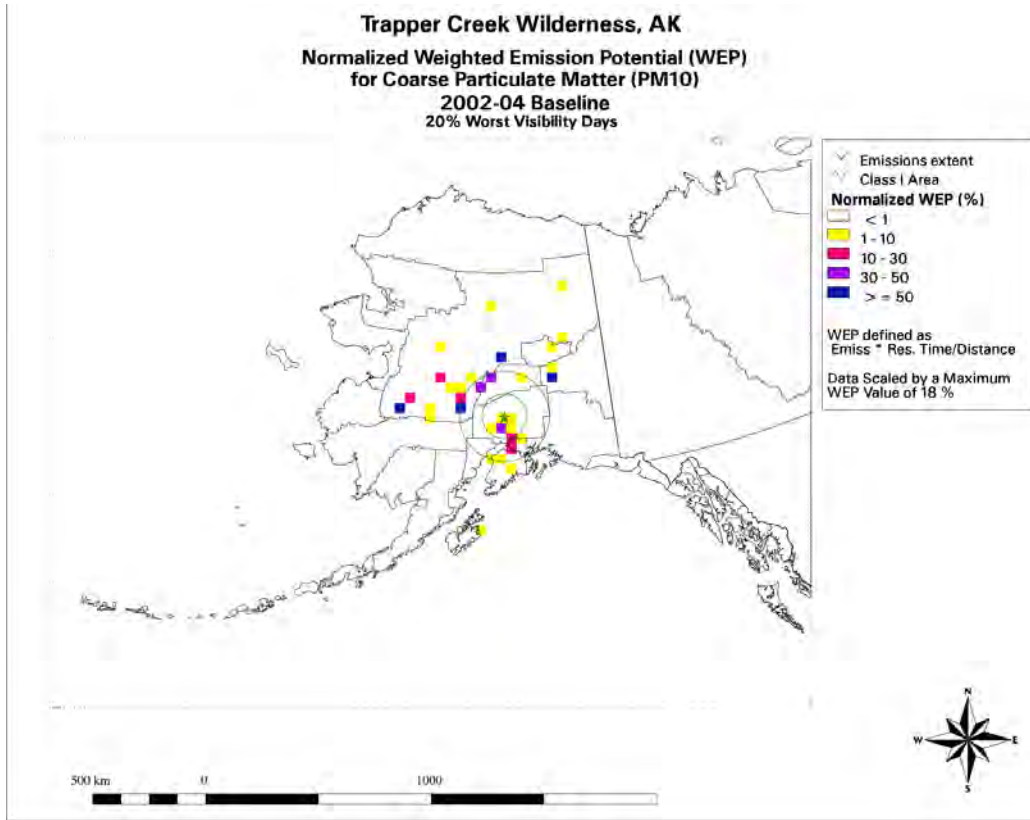 Trapper Creek Wilderness, AK
Normalized Weighted Emission Potential (WEP)
for Coarse Particulate Matter (PM10)
2002-04 Baseline
20% Worst Visibility Days
Emissions extent
Class I Area
Normalized WEP (%)
< 1
1 - 10
10 - 30
30 - 50
> = 50
WEP defined as
Emiss * Res. Time/Distance
Data Scaled by a Maximum
WEP Value of 18 %
N
W E
S
500 km 0 1000